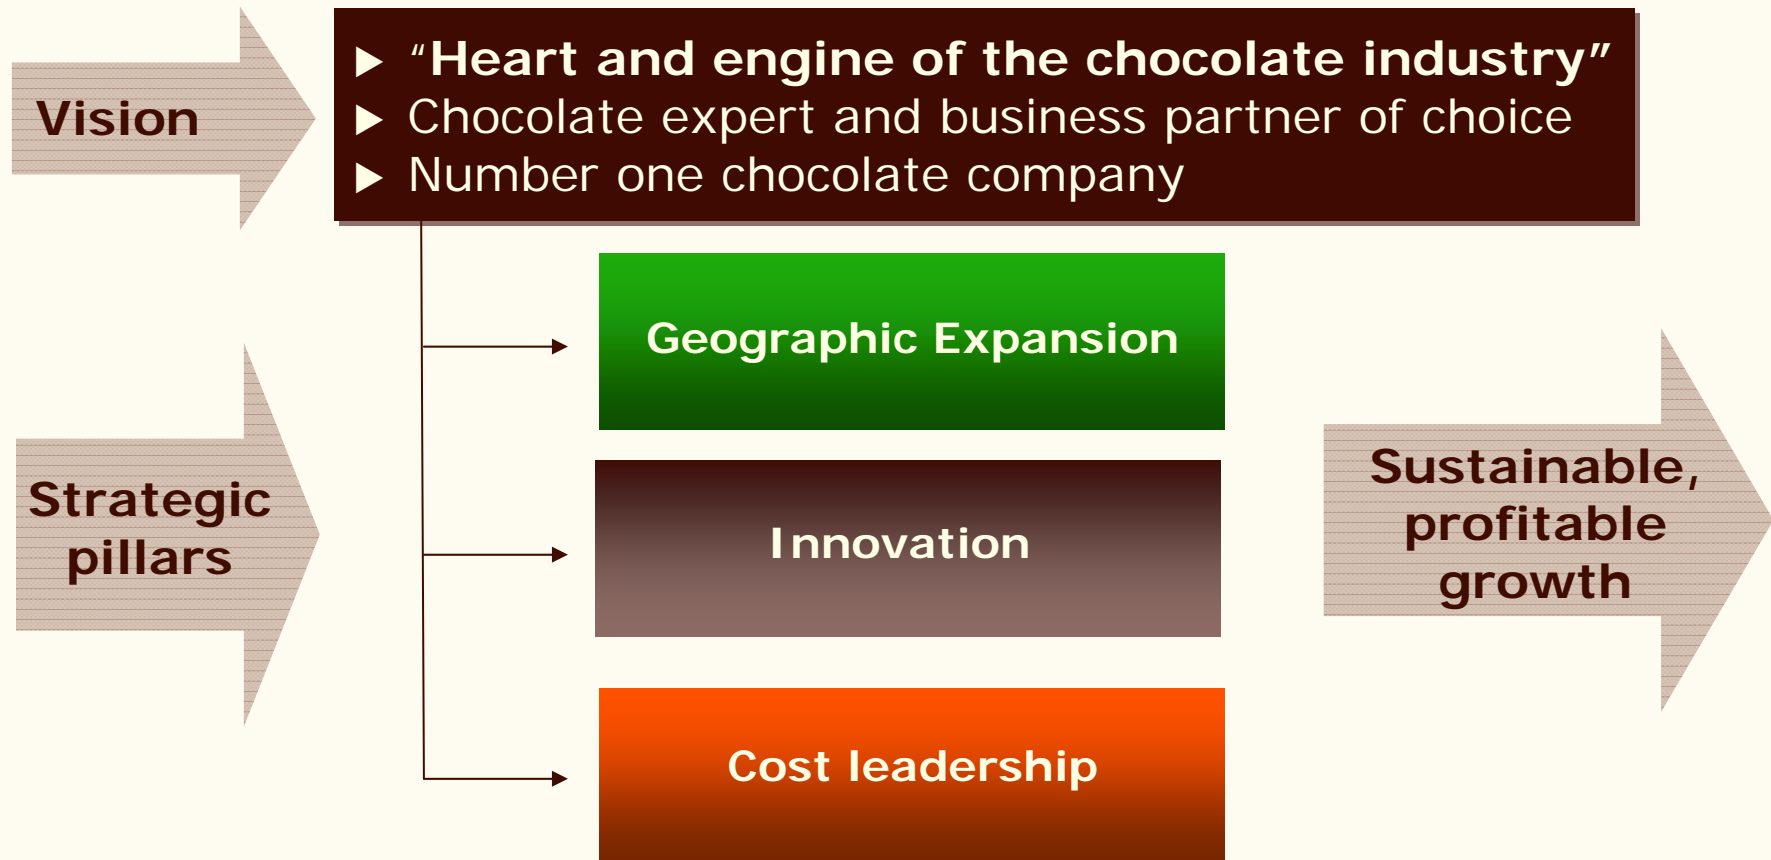 Vision
“Heart and engine of the chocolate industry”
Chocolate expert and business partner of choice
Number one chocolate company
Strategic
pillars
Geographic Expansion
Innovation
Cost leadership
Sustainable,
profitable
growth